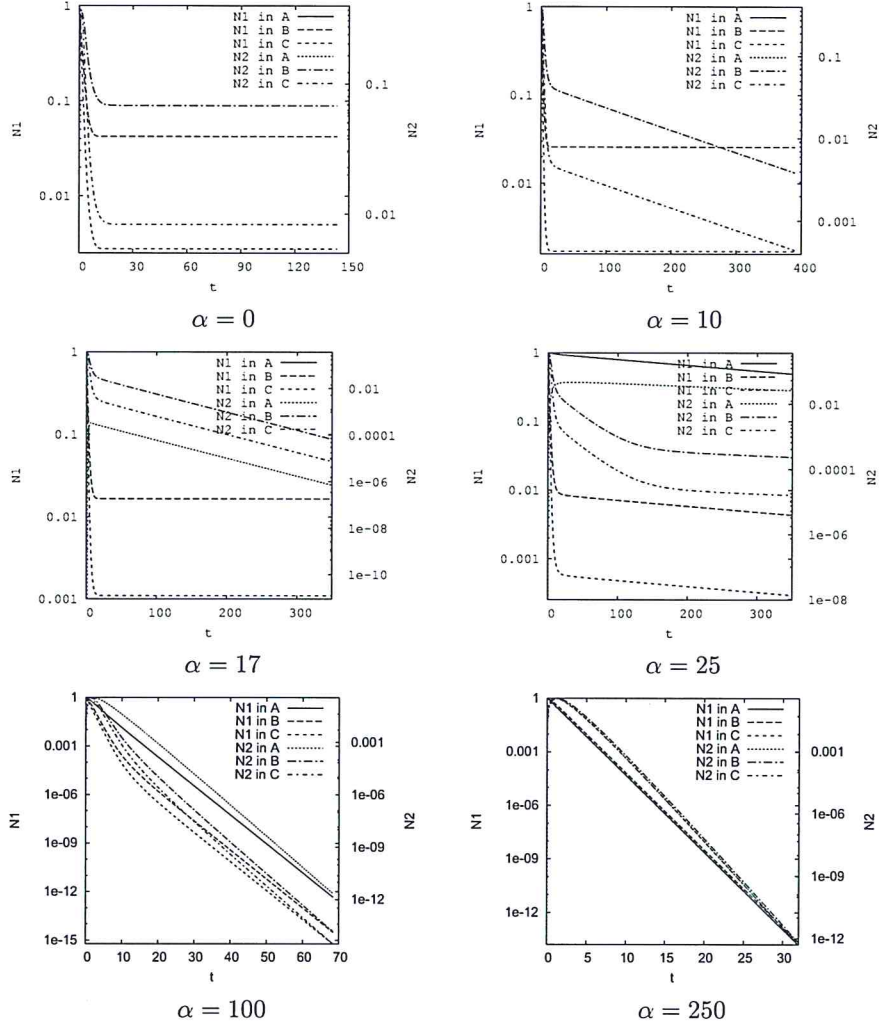 1
0.1
0.01
N1
N1 in A
N1 in B
N1 in C
N2 in A
N2 in B
N2 in C
0.1
0.01
N2
0 30 60 90 120 150
t
α = 0
1
0.1
0.01
N1
N1 in A
N1 in B
N1 in C
N2 in A
N2 in B
N2 in C
0.1
0.01
0.001
N2
0 100 200 300 400
t
α = 10
1
0.1
0.01
0.001
N1
N1 in A
N1 in B
N1 in C
N2 in A
N2 in B
N2 in C
0.01
0.0001
1e-06
1e-08
1e-10
N2
0 100 200 300
t
α = 17
1
0.1
0.01
0.001
N1
N1 in A
N1 in B
N1 in C
N2 in A
N2 in B
N2 in C
0.01
0.0001
1e-06
1e-08
N2
0 100 200 300
t
α = 25
1
0.001
1e-06
1e-09
1e-12
1e-15
N1
N1 in A
N1 in B
N1 in C
N2 in A
N2 in B
N2 in C
0.001
1e-06
1e-09
1e-12
N2
0 10 20 30 40 50 60 70
t
α = 100
1
0.001
1e-06
1e-09
1e-12
N1
N1 in A
N1 in B
N1 in C
N2 in A
N2 in B
N2 in C
0.001
1e-06
1e-09
1e-12
N2
0 5 10 15 20 25 30
t
α = 250